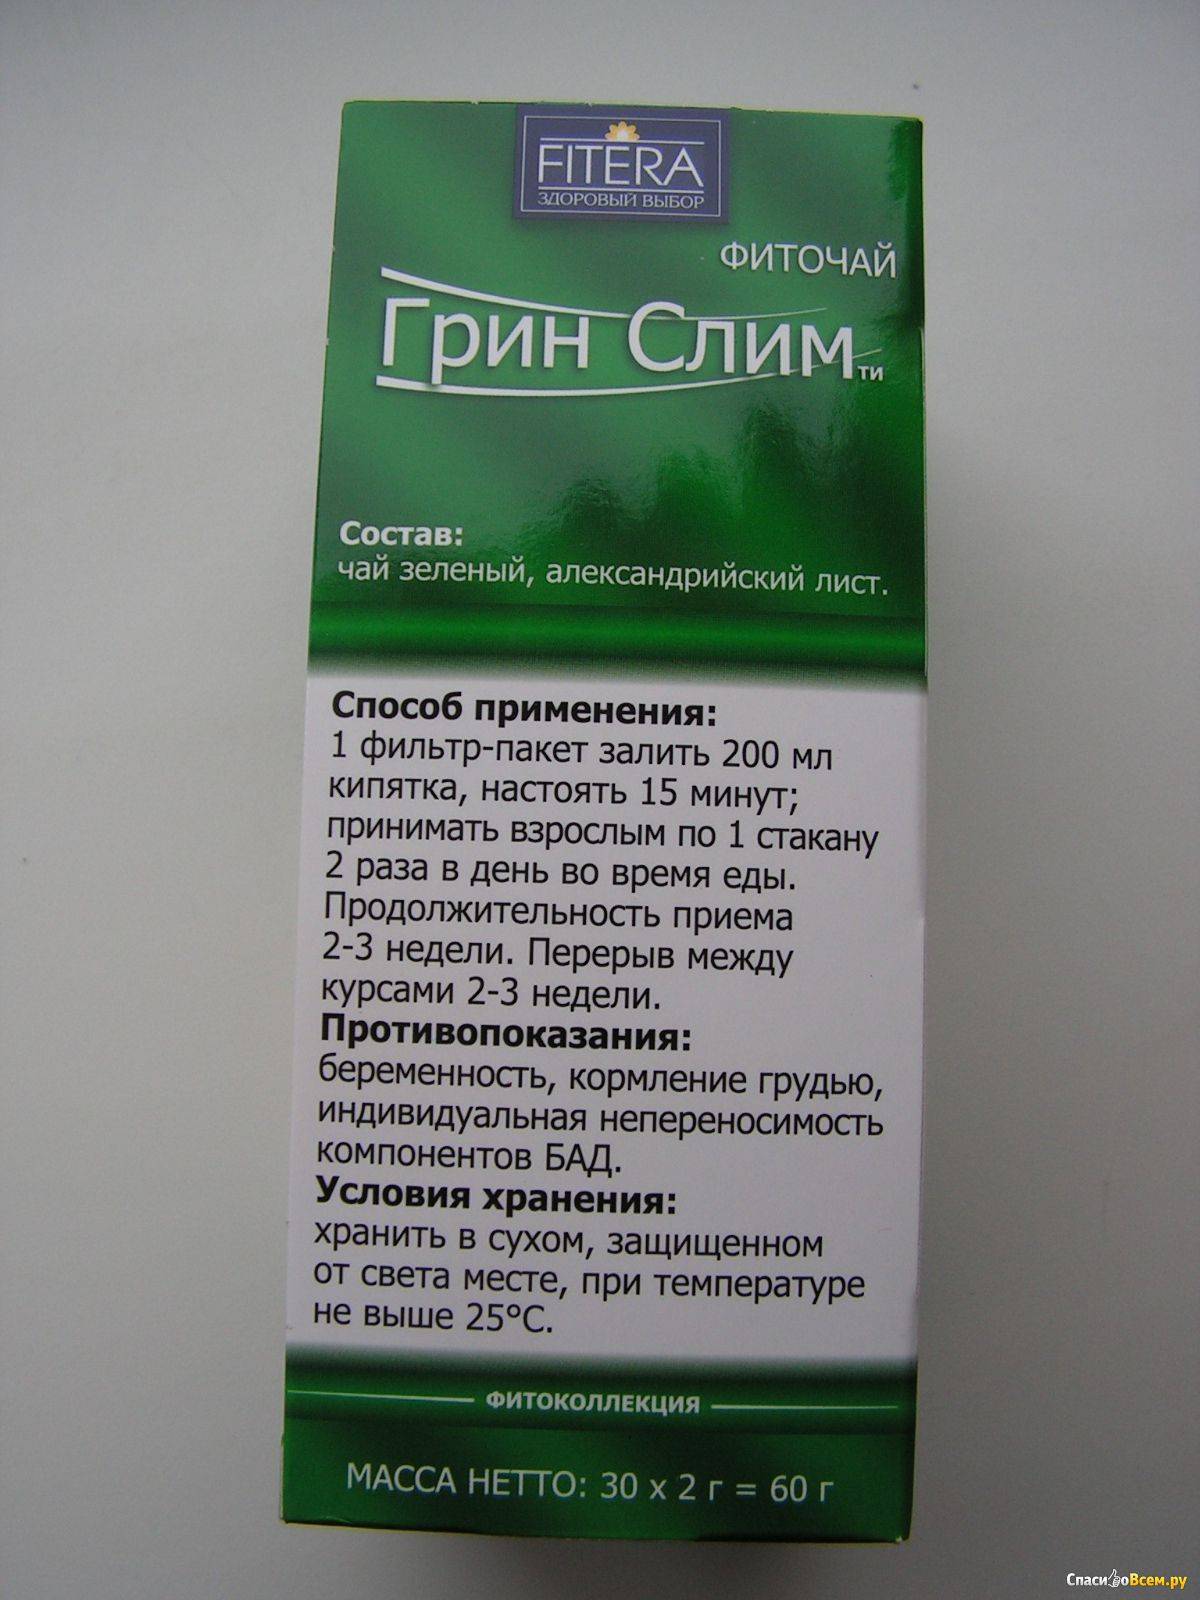 FITERA
ЗДОРОВЫЙ ВЫБОР
ФИТОЧАЙ
Грин Слим ти
Состав:
чай зеленый, александрийский лист.
Способ применения:
1 фильтр-пакет залить 200 мл
кипятка, настоять 15 минут;
принимать взрослым по 1 стакану
2 раза в день во время еды.
Продолжительность приема
2-3 недели. Перерыв между
курсами 2-3 недели.
Противопоказания:
беременность, кормление грудью,
индивидуальная непереносимость
компонентов БАД.
Условия хранения:
хранить в сухом, защищенном
от света месте, при температуре
не выше 25°С.
ФИТОКОЛЛЕКЦИЯ
МАССА НЕТТО: 30 х 2 г = 60 г
СпасибоВсем.ру